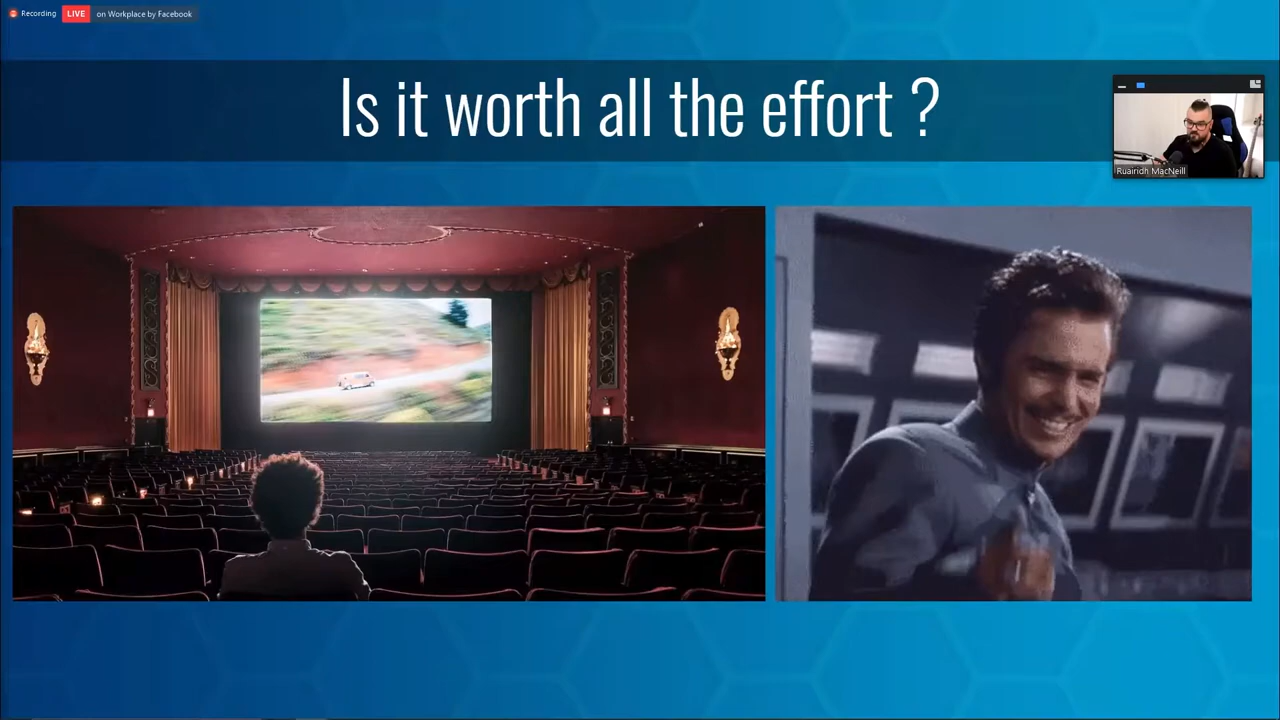 Recording LIVE on Workplace by Facebook
Is it worth all the effort ?
Ruairidh MacNeill